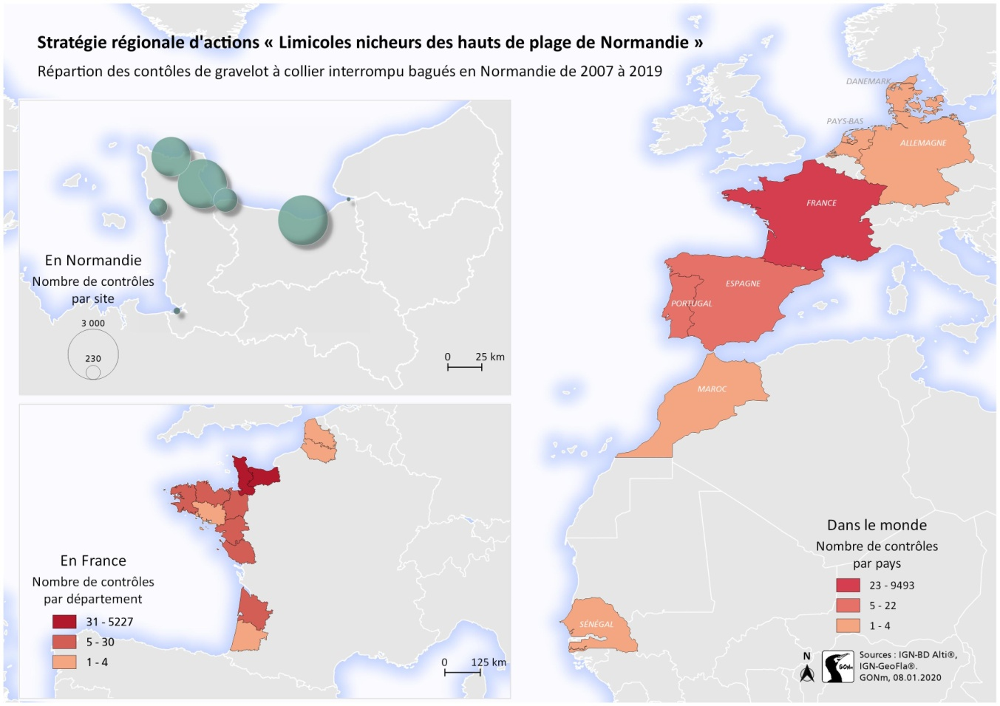 Stratégie régionale d'actions « Limicoles nicheurs des hauts de plage de Normandie »
Répartion des contôles de gravelot à collier interrompu bagués en Normandie de 2007 à 2019
En Normandie
Nombre de contrôles
par site
3 000
230
0 25 km
En France
Nombre de contrôles
par département
31 - 5227
5 - 30
1 - 4
0 125 km
DANEMARK
PAYS-BAS
ALLEMAGNE
FRANCE
ESPAGNE
PORTUGAL
MAROC
SÉNÉGAL
Dans le monde
Nombre de contrôles
par pays
23 - 9493
5 - 22
1 - 4
N
GONm
Sources : IGN-BD Alti®,
IGN-GeoFla®.
GONm, 08.01.2020